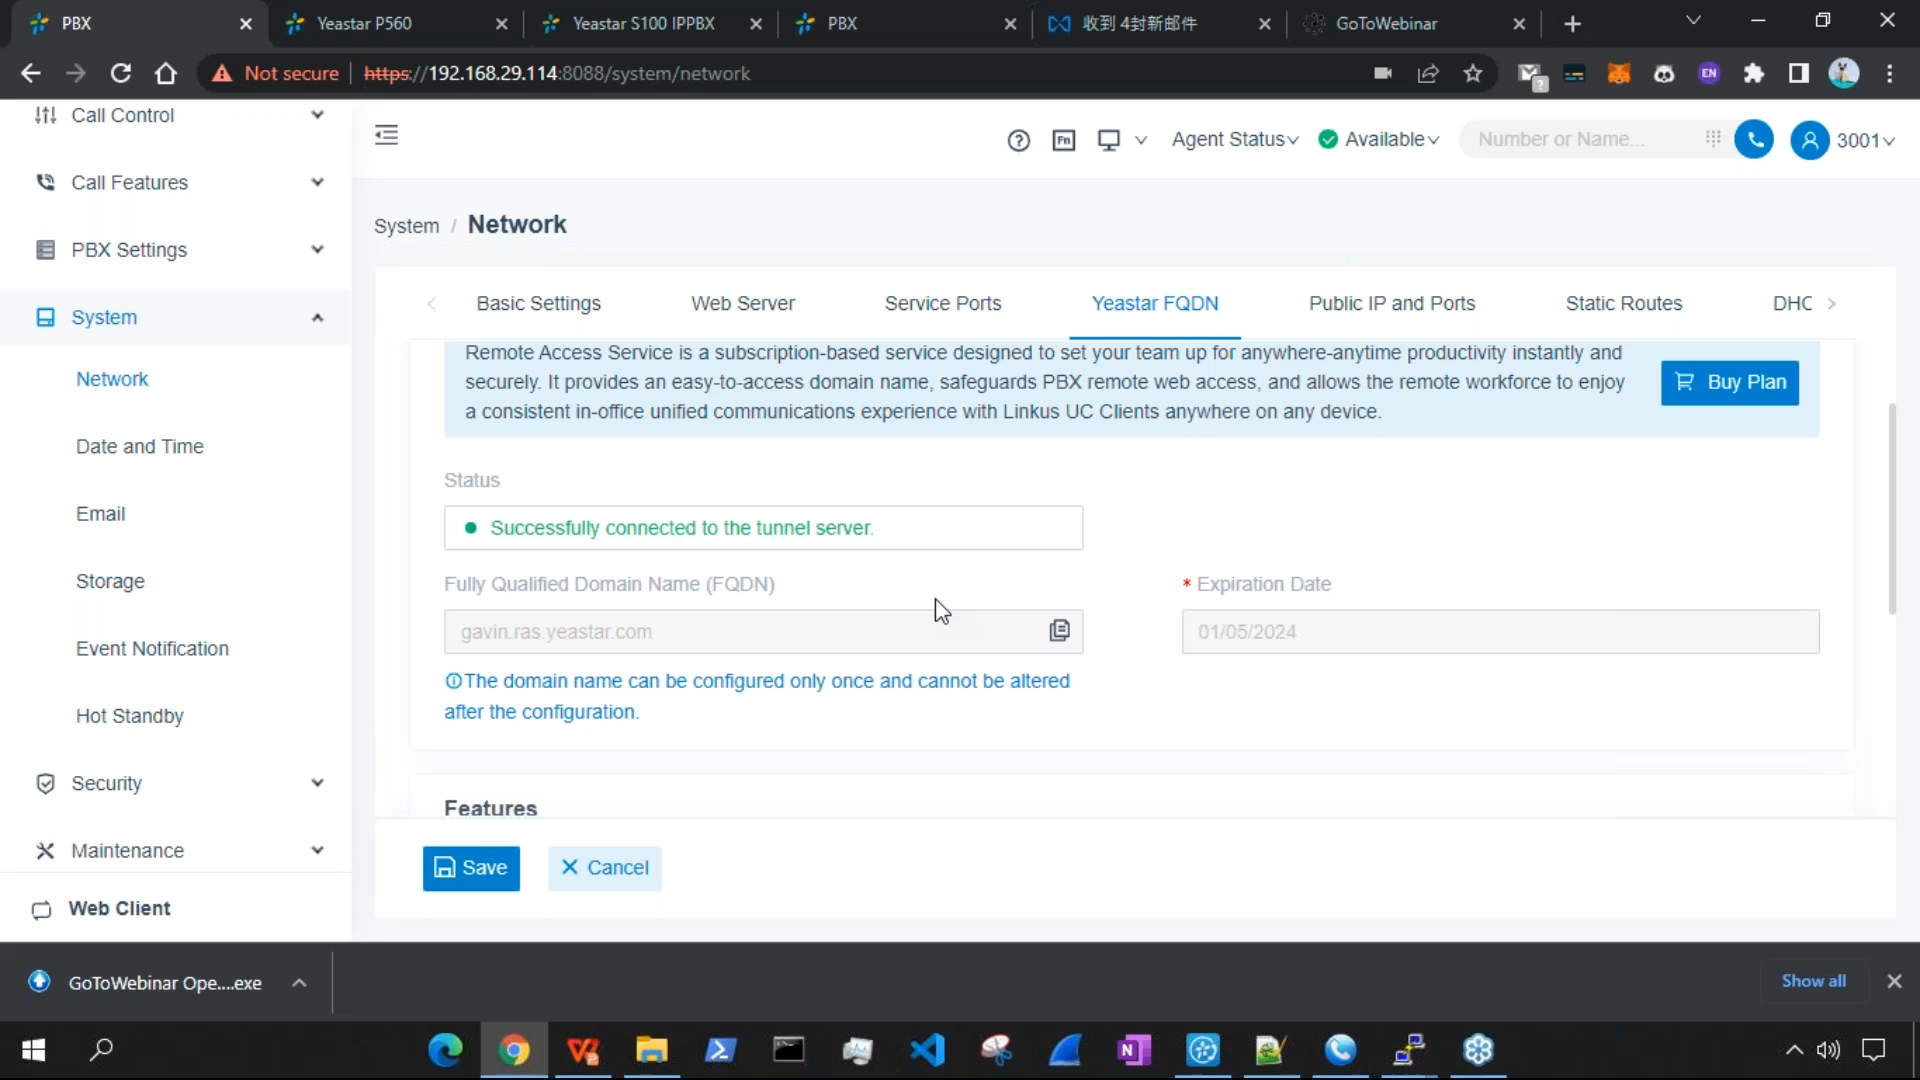 PBX
Yeastar P560
Yeastar S100 IPPBX
PBX
收到 4封新邮件
GoToWebinar
Not secure
https://192.168.29.114:8088/system/network
EN
Call Control
Call Features
PBX Settings
System
Network
Date and Time
Email
Storage
Event Notification
Hot Standby
Security
Maintenance
Web Client
Fn
Agent Status
Available
Number or Name...
3001
System / Network
Basic Settings
Web Server
Service Ports
Yeastar FQDN
Public IP and Ports
Static Routes
DHC
Remote Access Service is a subscription-based service designed to set your team up for anywhere-anytime productivity instantly and
securely. It provides an easy-to-access domain name, safeguards PBX remote web access, and allows the remote workforce to enjoy
a consistent in-office unified communications experience with Linkus UC Clients anywhere on any device.
Buy Plan
Status
Successfully connected to the tunnel server.
Fully Qualified Domain Name (FQDN)
* Expiration Date
gavin.ras.yeastar.com
01/05/2024
The domain name can be configured only once and cannot be altered
after the configuration.
Features
Save
Cancel
GoToWebinar Ope....exe
Show all